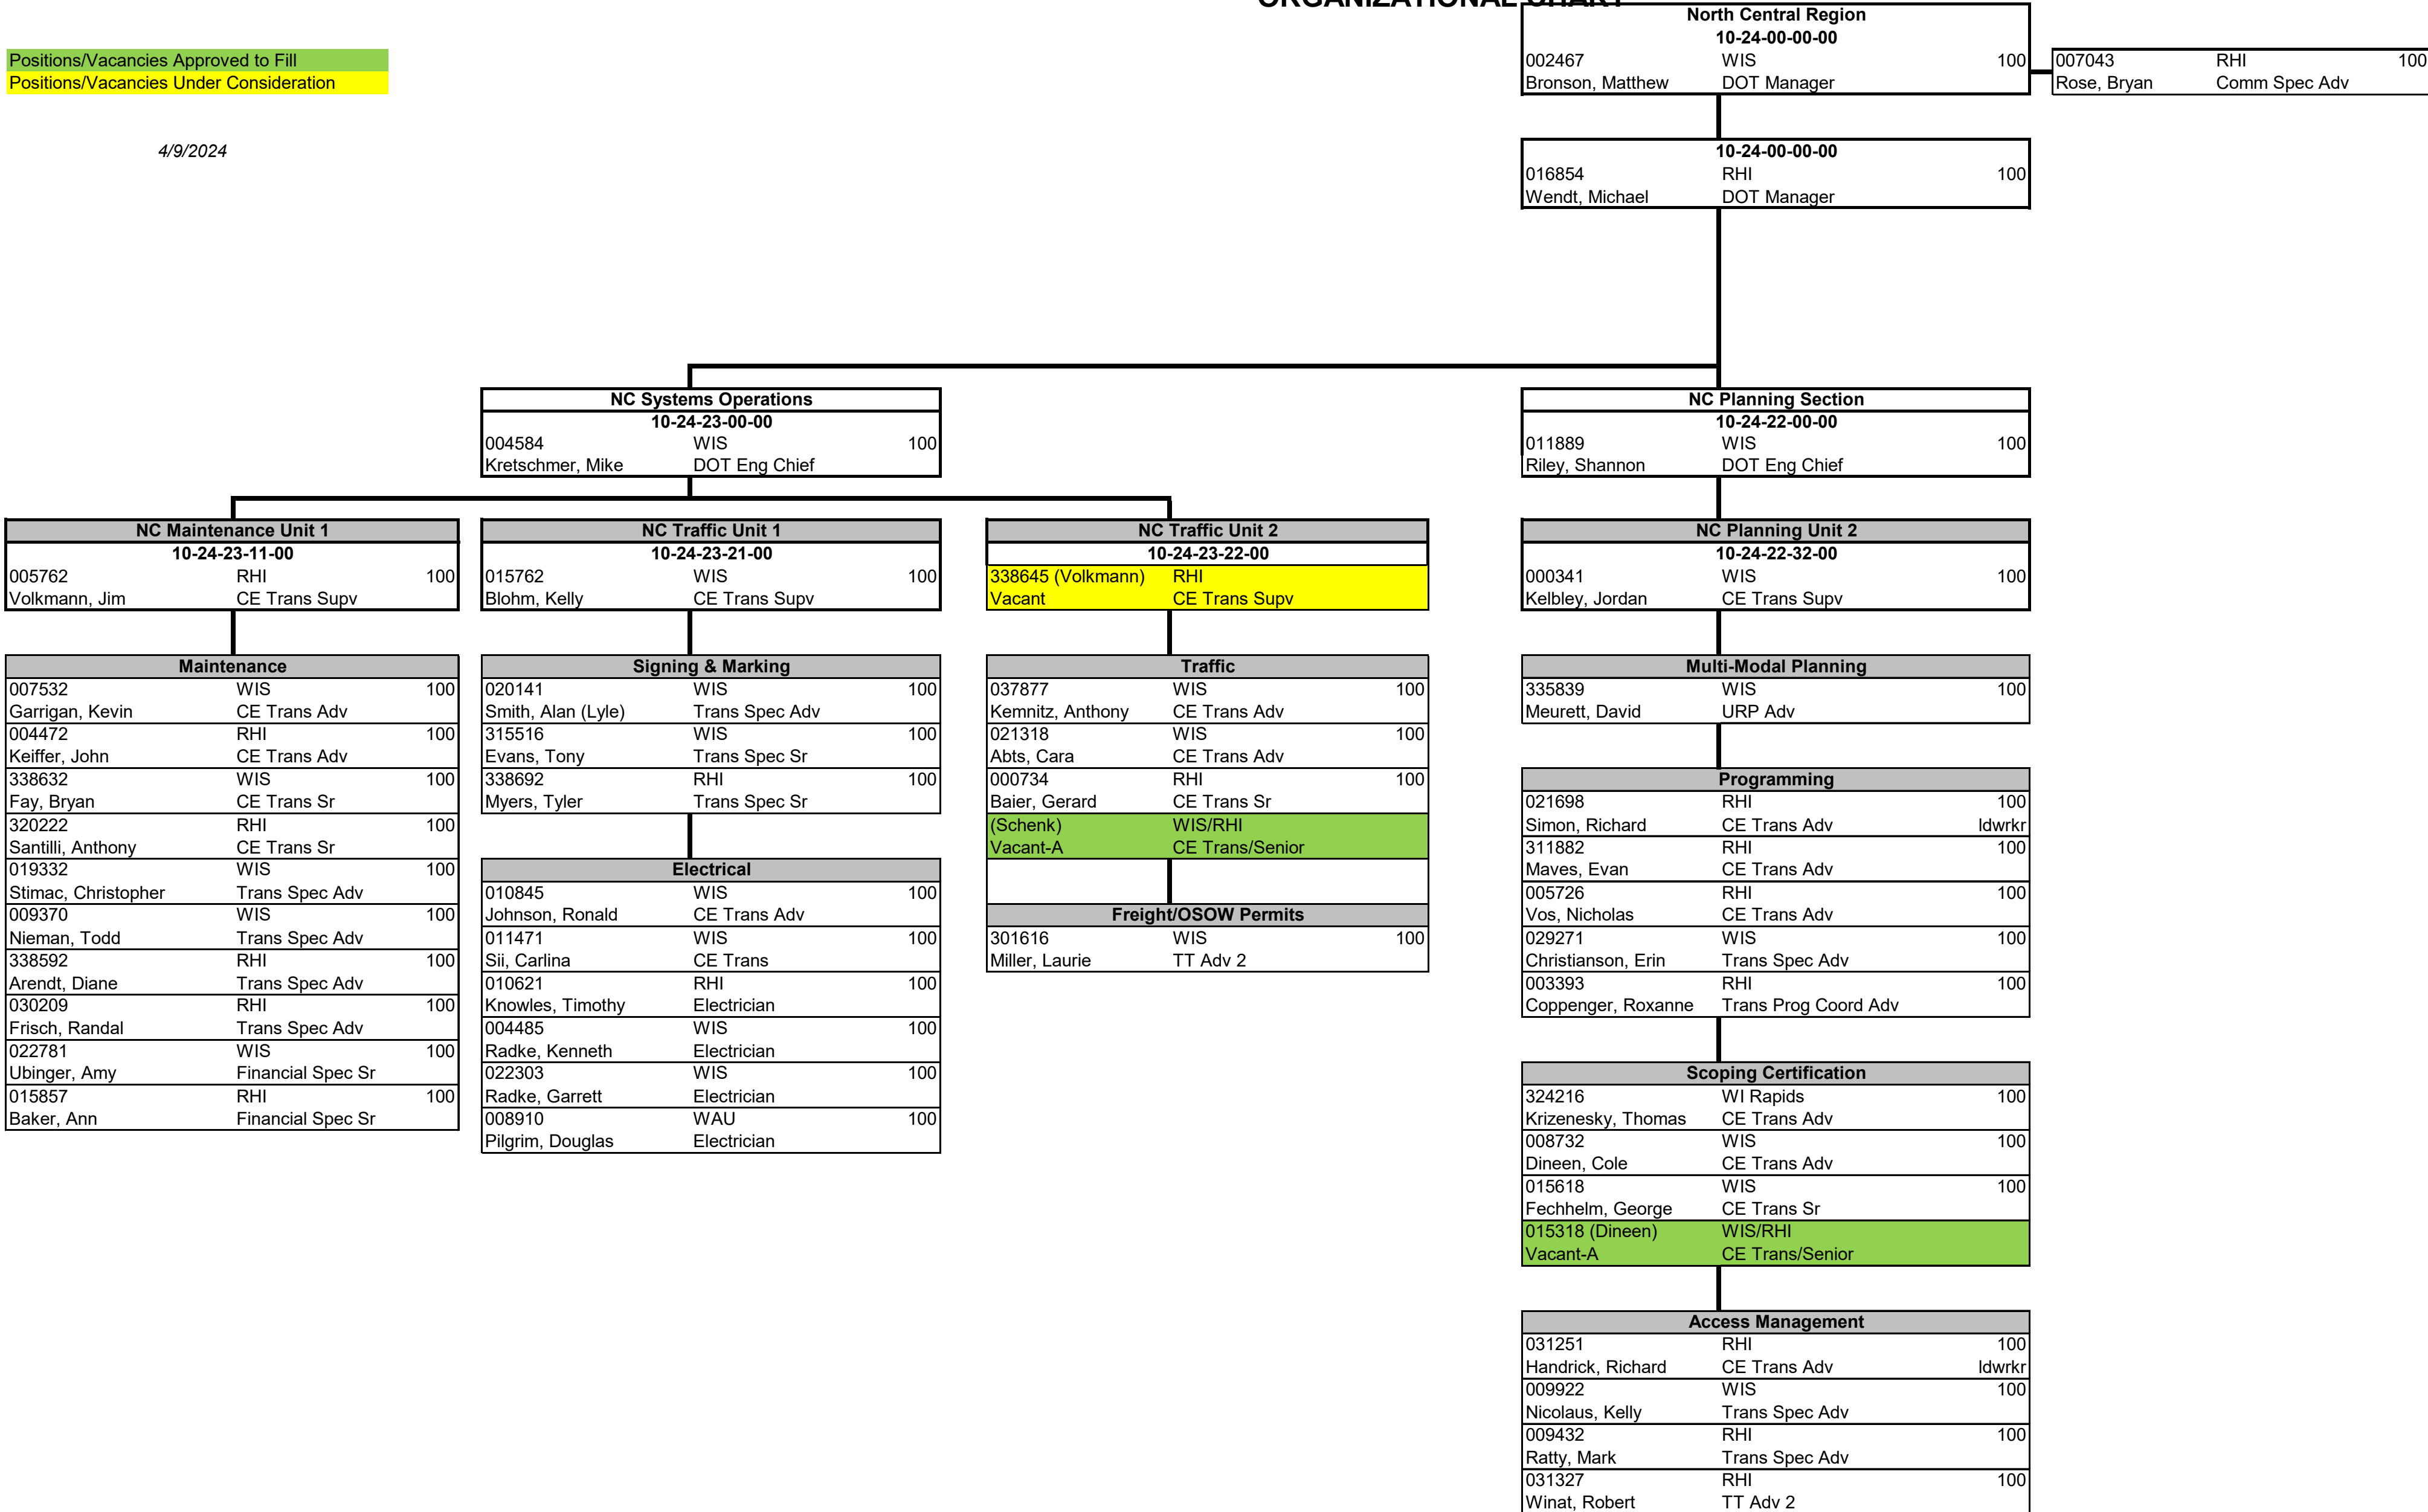 ORGANIZATIONAL CHART
Positions/Vacancies Approved to Fill
Positions/Vacancies Under Consideration
4/9/2024
North Central Region
10-24-00-00-00
002467 WIS 100
Bronson, Matthew DOT Manager
007043 RHI 100
Rose, Bryan Comm Spec Adv
10-24-00-00-00
016854 RHI 100
Wendt, Michael DOT Manager
NC Systems Operations
10-24-23-00-00
004584 WIS 100
Kretschmer, Mike DOT Eng Chief
NC Planning Section
10-24-22-00-00
011889 WIS 100
Riley, Shannon DOT Eng Chief
NC Maintenance Unit 1
10-24-23-11-00
005762 RHI 100
Volkmann, Jim CE Trans Supv
Maintenance
007532 WIS 100
Garrigan, Kevin CE Trans Adv
004472 RHI 100
Keiffer, John CE Trans Adv
338632 WIS 100
Fay, Bryan CE Trans Sr
320222 RHI 100
Santilli, Anthony CE Trans Sr
019332 WIS 100
Stimac, Christopher Trans Spec Adv
009370 WIS 100
Nieman, Todd Trans Spec Adv
338592 RHI 100
Arendt, Diane Trans Spec Adv
030209 RHI 100
Frisch, Randal Trans Spec Adv
022781 WIS 100
Ubinger, Amy Financial Spec Sr
015857 RHI 100
Baker, Ann Financial Spec Sr
NC Traffic Unit 1
10-24-23-21-00
015762 WIS 100
Blohm, Kelly CE Trans Supv
Signing & Marking
020141 WIS 100
Smith, Alan (Lyle) Trans Spec Adv
315516 WIS 100
Evans, Tony Trans Spec Sr
338692 RHI 100
Myers, Tyler Trans Spec Sr
Electrical
010845 WIS 100
Johnson, Ronald CE Trans Adv
011471 WIS 100
Sii, Carlina CE Trans
010621 RHI 100
Knowles, Timothy Electrician
004485 WIS 100
Radke, Kenneth Electrician
022303 WIS 100
Radke, Garrett Electrician
008910 WAU 100
Pilgrim, Douglas Electrician
NC Traffic Unit 2
10-24-23-22-00
338645 (Volkmann) RHI
Vacant CE Trans Supv
Traffic
037877 WIS 100
Kemnitz, Anthony CE Trans Adv
021318 WIS 100
Abts, Cara CE Trans Adv
000734 RHI 100
Baier, Gerard CE Trans Sr
(Schenk) WIS/RHI
Vacant-A CE Trans/Senior
Freight/OSOW Permits
301616 WIS 100
Miller, Laurie TT Adv 2
NC Planning Unit 2
10-24-22-32-00
000341 WIS 100
Kelbley, Jordan CE Trans Supv
Multi-Modal Planning
335839 WIS 100
Meurett, David URP Adv
Programming
021698 RHI 100
Simon, Richard CE Trans Adv ldwrkr
311882 RHI 100
Maves, Evan CE Trans Adv
005726 RHI 100
Vos, Nicholas CE Trans Adv
029271 WIS 100
Christianson, Erin Trans Spec Adv
003393 RHI 100
Coppenger, Roxanne Trans Prog Coord Adv
Scoping Certification
324216 WI Rapids 100
Krizenesky, Thomas CE Trans Adv
008732 WIS 100
Dineen, Cole CE Trans Adv
015618 WIS 100
Fechhelm, George CE Trans Sr
015318 (Dineen) WIS/RHI
Vacant-A CE Trans/Senior
Access Management
031251 RHI 100
Handrick, Richard CE Trans Adv ldwrkr
009922 WIS 100
Nicolaus, Kelly Trans Spec Adv
009432 RHI 100
Ratty, Mark Trans Spec Adv
031327 RHI 100
Winat, Robert TT Adv 2